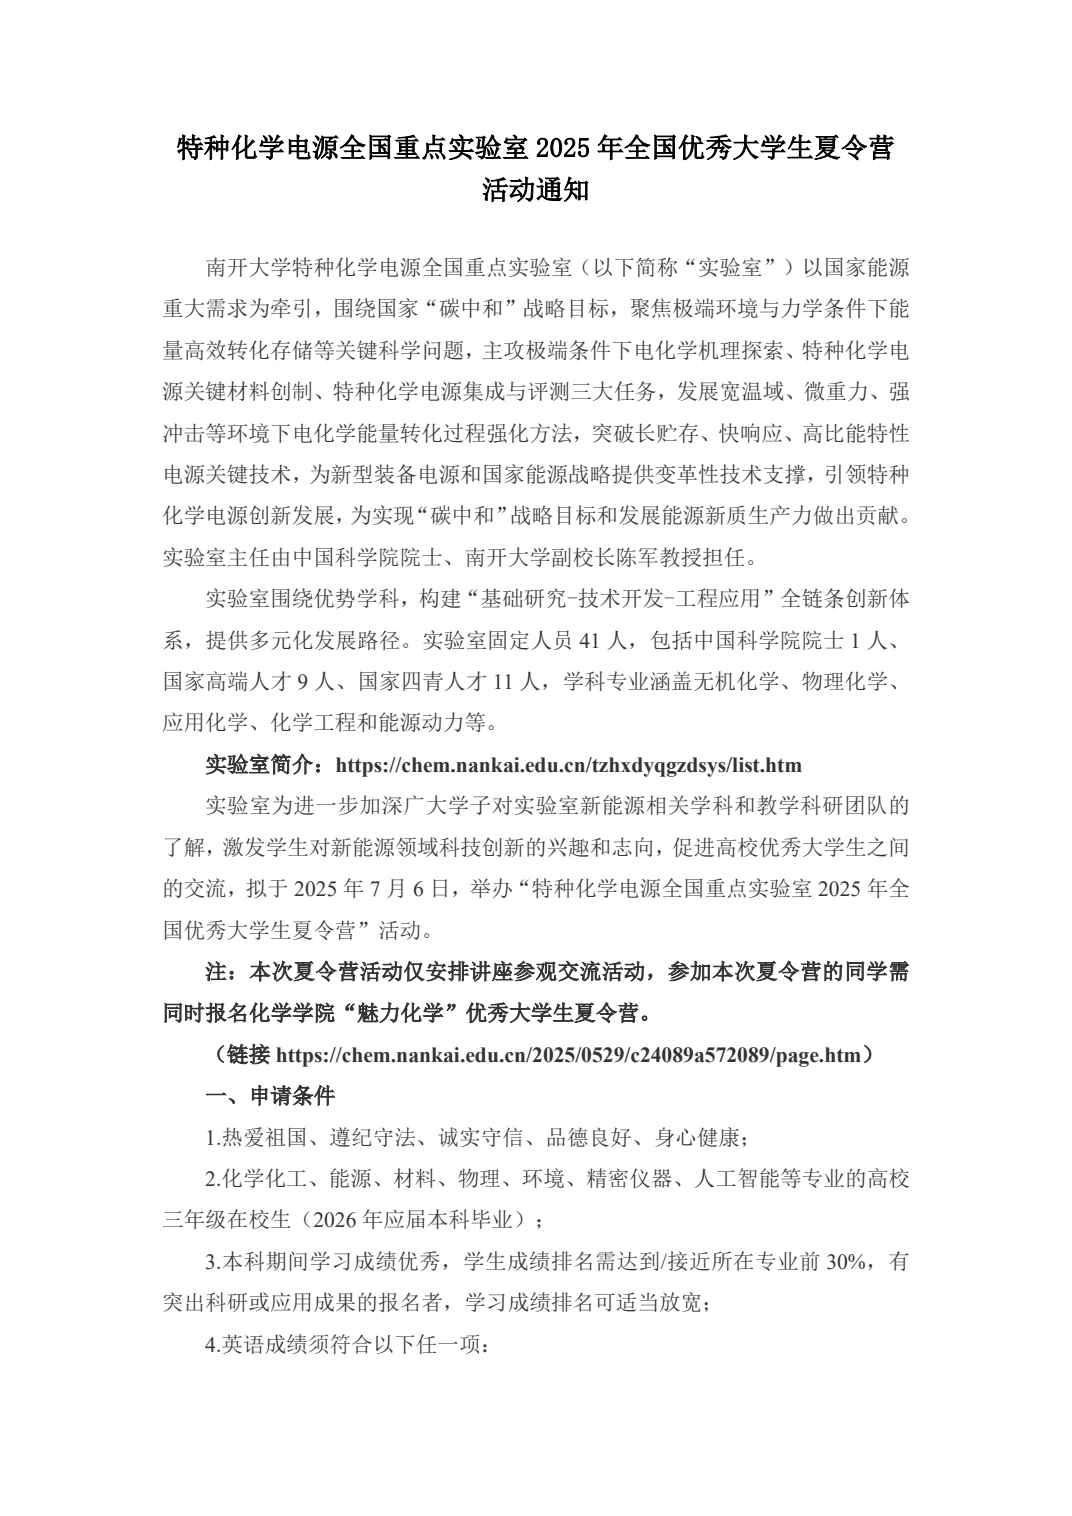 特种化学电源全国重点实验室 2025 年全国优秀大学生夏令营
活动通知
南开大学特种化学电源全国重点实验室（以下简称“实验室”）以国家能源
重大需求为牵引，围绕国家“碳中和”战略目标，聚焦极端环境与力学条件下能
量高效转化存储等关键科学问题，主攻极端条件下电化学机理探索、特种化学电
源关键材料创制、特种化学电源集成与评测三大任务，发展宽温域、微重力、强
冲击等环境下电化学能量转化过程强化方法，突破长贮存、快响应、高比能特性
电源关键技术，为新型装备电源和国家能源战略提供变革性技术支撑，引领特种
化学电源创新发展，为实现“碳中和”战略目标和发展能源新质生产力做出贡献。
实验室主任由中国科学院院士、南开大学副校长陈军教授担任。
实验室围绕优势学科，构建“基础研究-技术开发-工程应用”全链条创新体
系，提供多元化发展路径。实验室固定人员 41 人，包括中国科学院院士 1 人、
国家高端人才 9 人、国家四青人才 11 人，学科专业涵盖无机化学、物理化学、
应用化学、化学工程和能源动力等。
实验室简介：https://chem.nankai.edu.cn/tzhxdyqgzdsys/list.htm
实验室为进一步加深广大学子对实验室新能源相关学科和教学科研团队的
了解，激发学生对新能源领域科技创新的兴趣和志向，促进高校优秀大学生之间
的交流，拟于 2025 年 7 月 6 日，举办“特种化学电源全国重点实验室 2025 年全
国优秀大学生夏令营”活动。
注：本次夏令营活动仅安排讲座参观交流活动，参加本次夏令营的同学需
同时报名化学学院“魅力化学”优秀大学生夏令营。
（链接 https://chem.nankai.edu.cn/2025/0529/c24089a572089/page.htm）
一、申请条件
1.热爱祖国、遵纪守法、诚实守信、品德良好、身心健康；
2.化学化工、能源、材料、物理、环境、精密仪器、人工智能等专业的高校
三年级在校生（2026 年应届本科毕业）；
3.本科期间学习成绩优秀，学生成绩排名需达到/接近所在专业前 30%，有
突出科研或应用成果的报名者，学习成绩排名可适当放宽；
4.英语成绩须符合以下任一项：